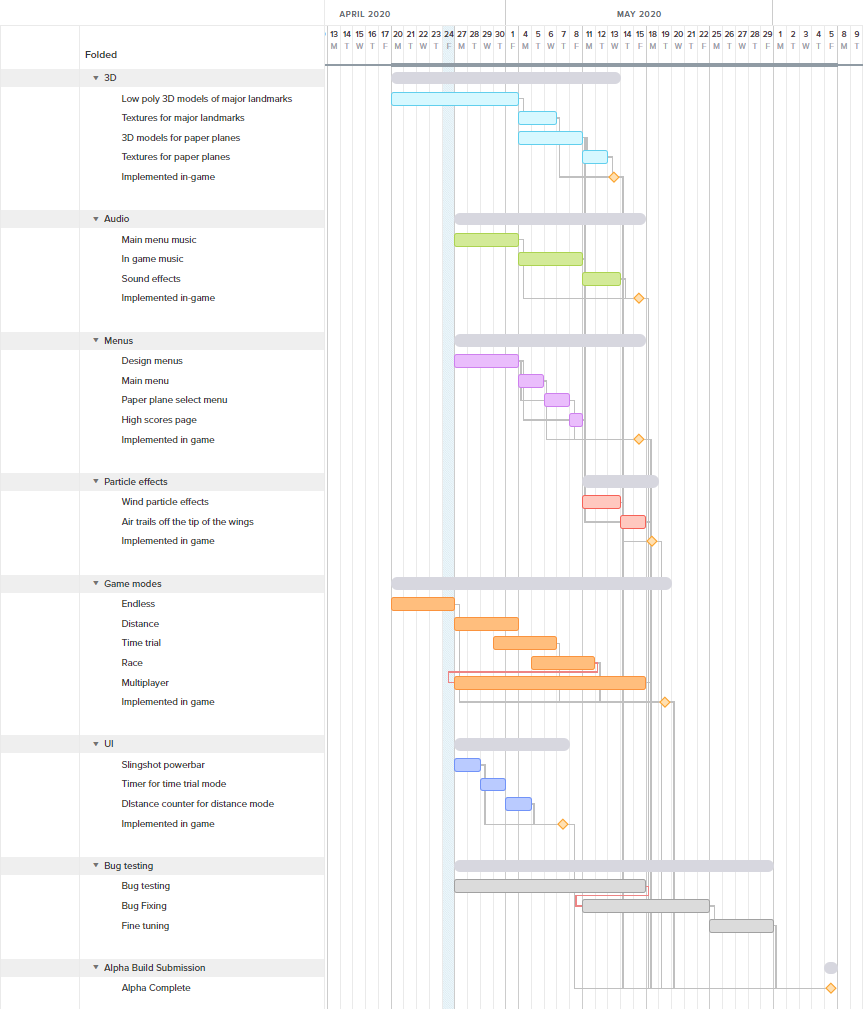 APRIL 2020 MAY 2020
13 14 15 16 17 20 21 22 23 24 27 28 29 30 1 4 5 6 7 8 11 12 13 14 15 18 19 20 21 22 25 26 27 28 29 1 2 3 4 5 8 9
M T W T F M T W T F M T W T F M T W T F M T W T F M T W T F M T W T F M T W T F M T
Folded
3D
Low poly 3D models of major landmarks
Textures for major landmarks
3D models for paper planes
Textures for paper planes
Implemented in-game
Audio
Main menu music
In game music
Sound effects
Implemented in-game
Menus
Design menus
Main menu
Paper plane select menu
High scores page
Implemented in game
Particle effects
Wind particle effects
Air trails off the tip of the wings
Implemented in game
Game modes
Endless
Distance
Time trial
Race
Multiplayer
Implemented in game
UI
Slingshot powerbar
Timer for time trial mode
DIstance counter for distance mode
Implemented in game
Bug testing
Bug testing
Bug Fixing
Fine tuning
Alpha Build Submission
Alpha Complete